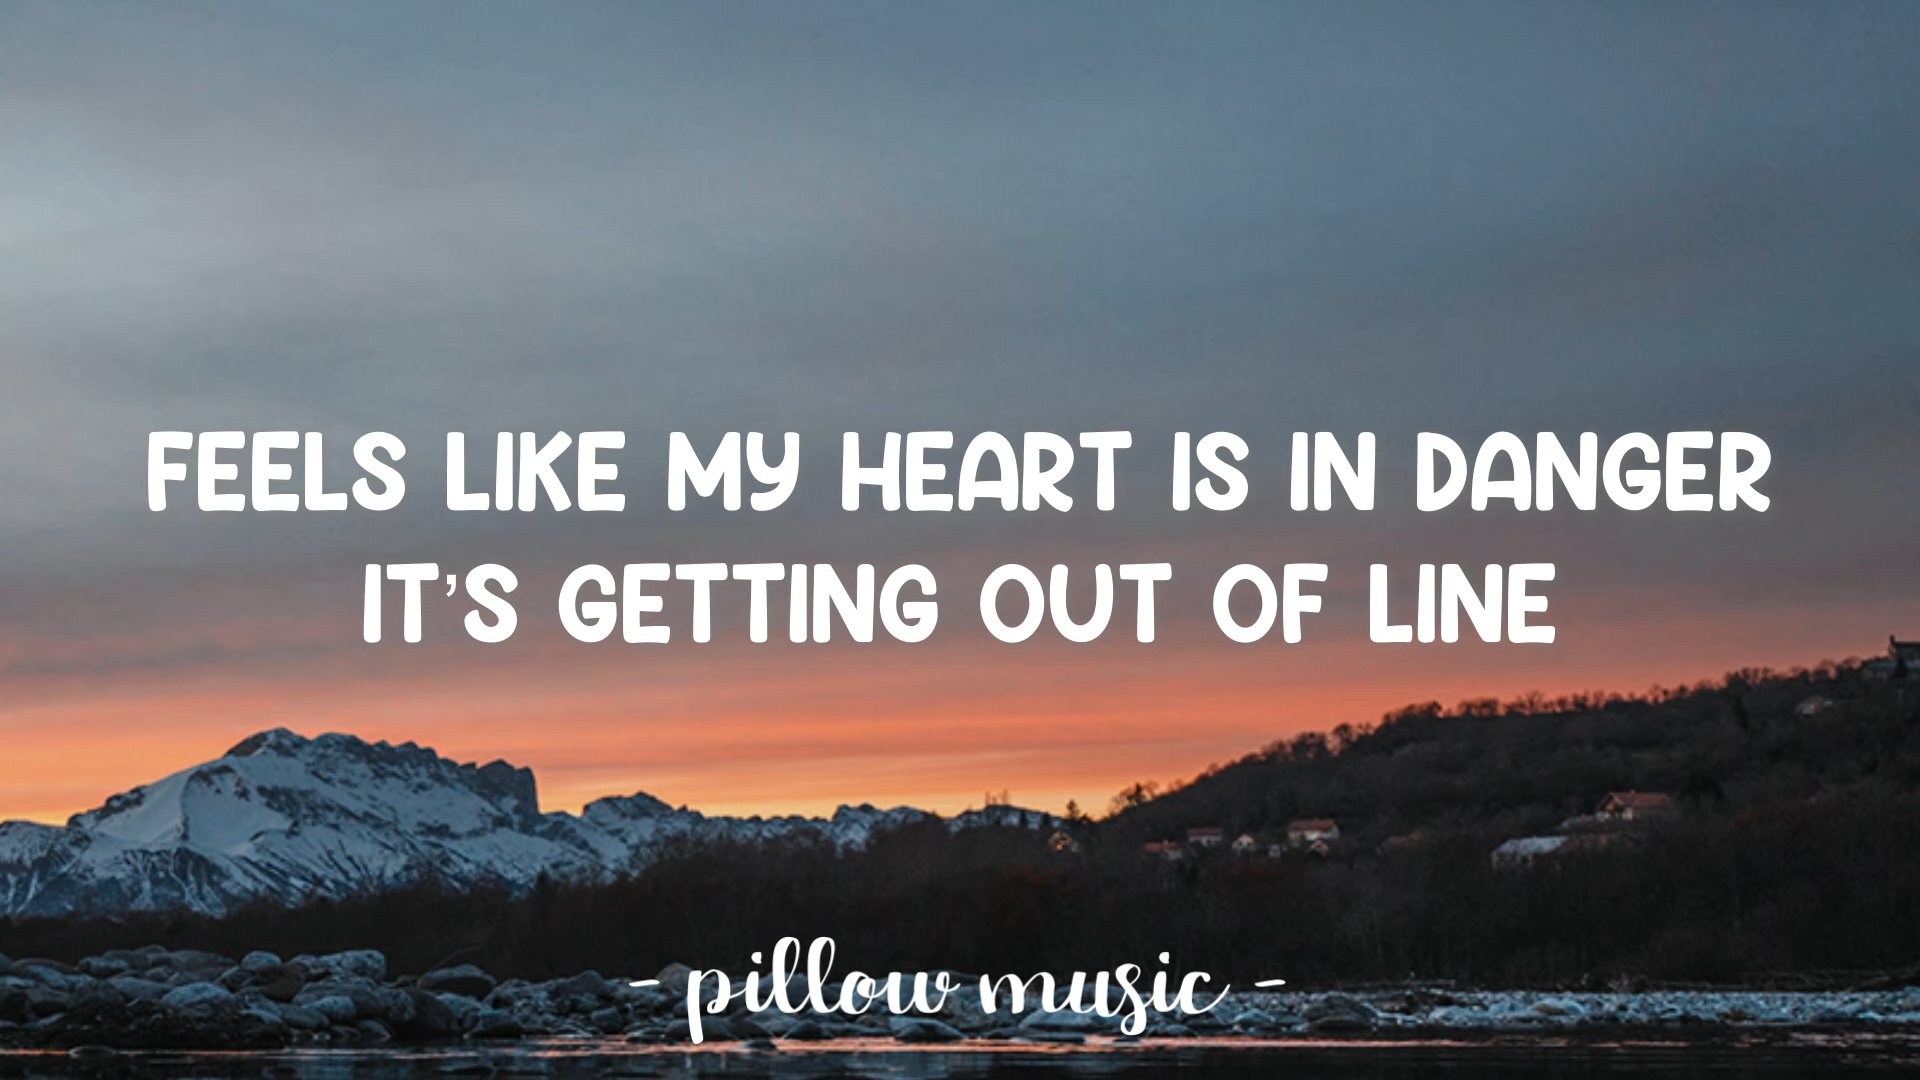 FEELS LIKE MY HEART IS IN DANGER
IT'S GETTING OUT OF LINE
- pillow music -